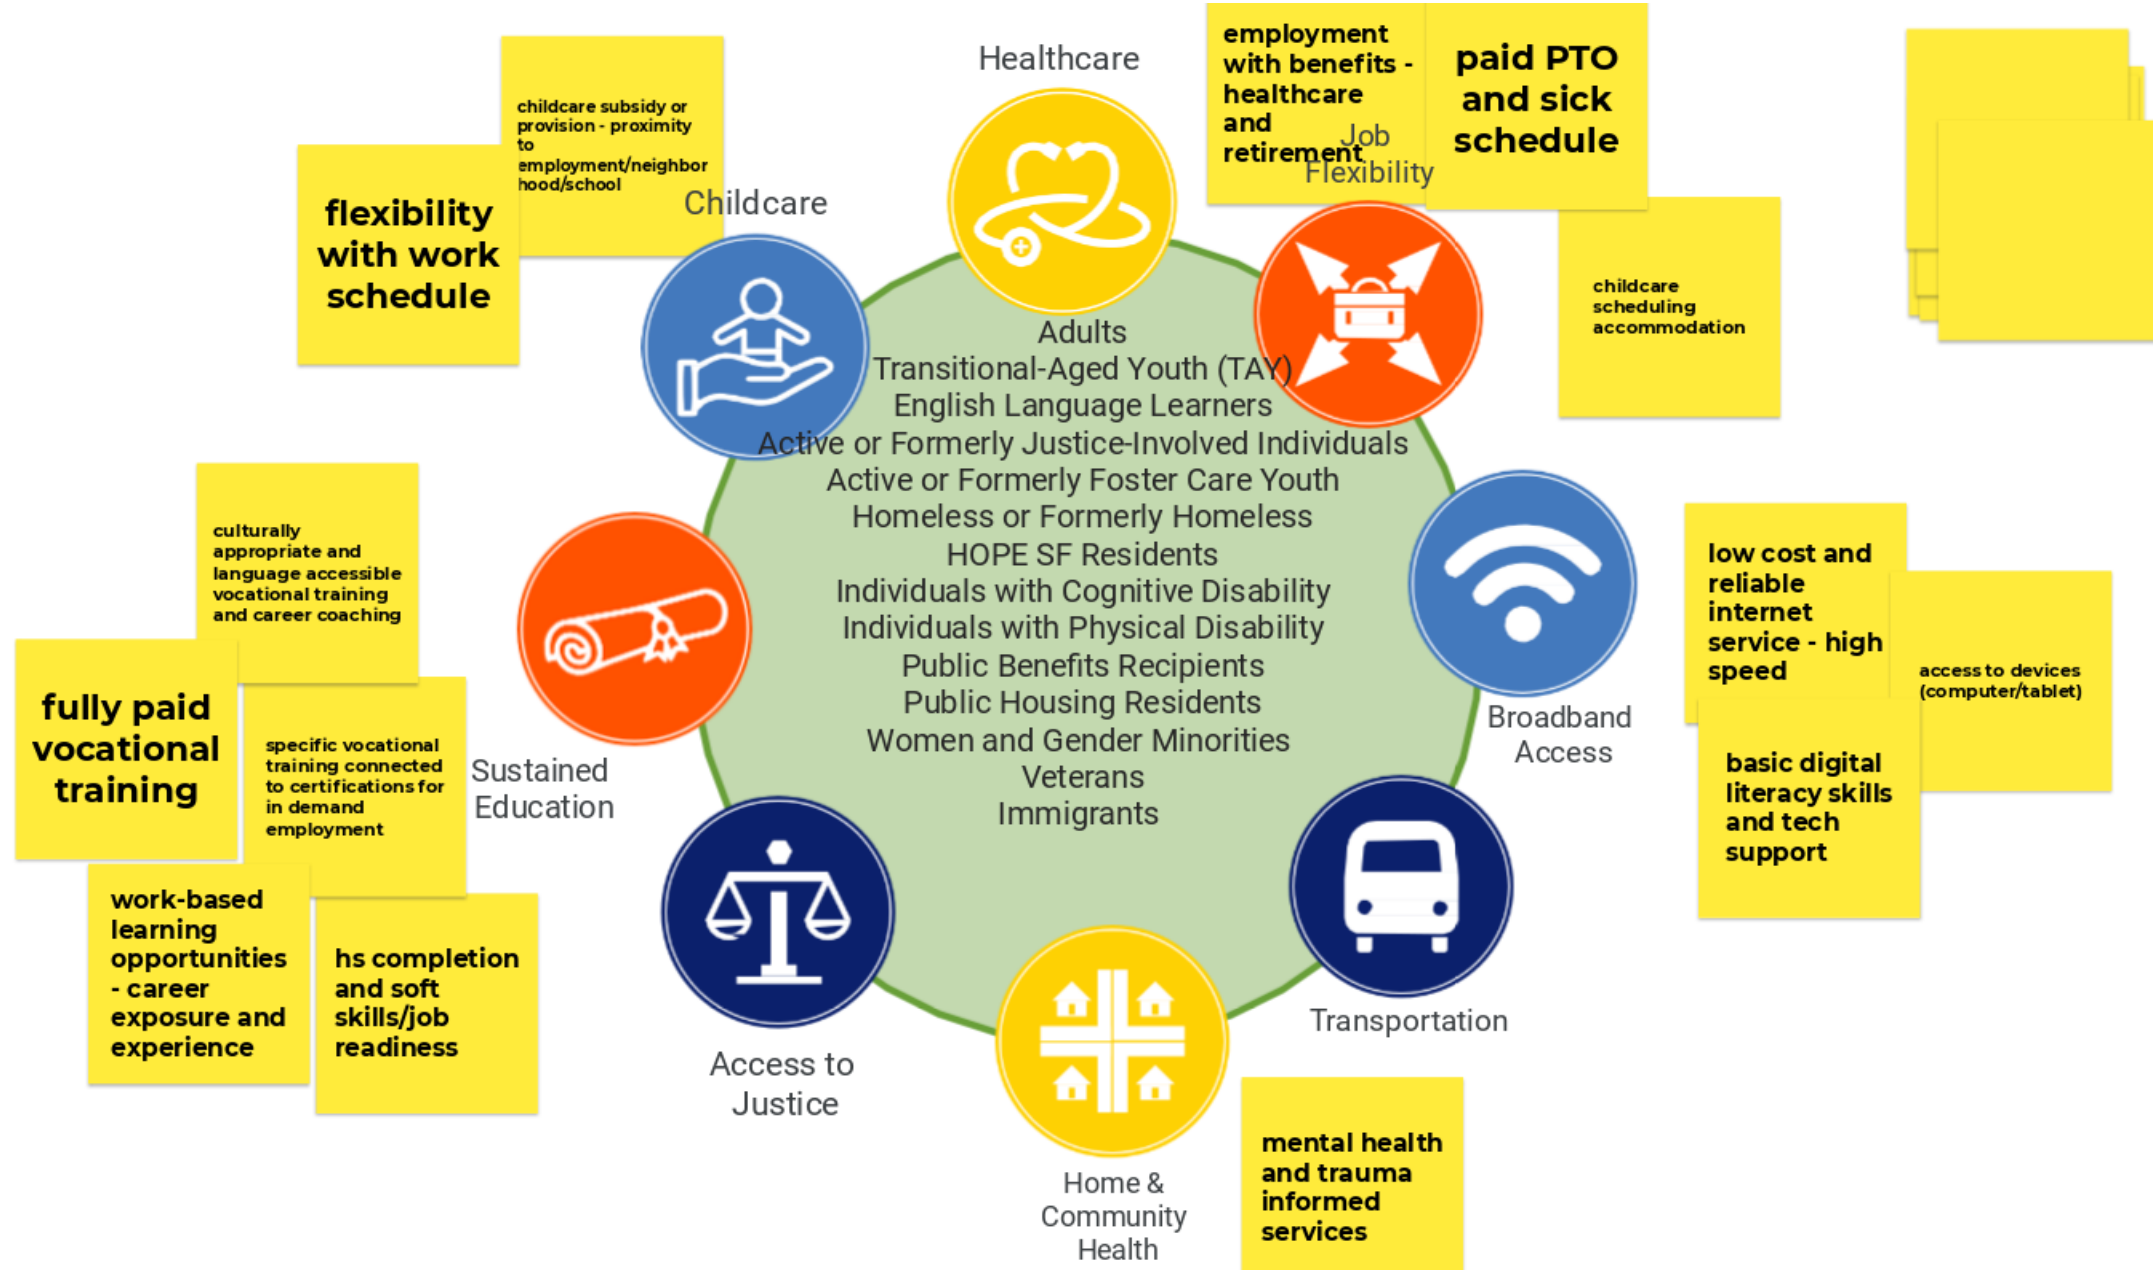 Healthcare
employment
with benefits -
healthcare
and
retirement
paid PTO
and sick
schedule
Job
Flexibility
childcare subsidy or
provision - proximity
to
employment/neighbor
hood/school
flexibility
with work
schedule
Childcare
childcare
scheduling
accommodation
Adults
Transitional-Aged Youth (TAY)
English Language Learners
Active or Formerly Justice-Involved Individuals
Active or Formerly Foster Care Youth
Homeless or Formerly Homeless
HOPE SF Residents
Individuals with Cognitive Disability
Individuals with Physical Disability
Public Benefits Recipients
Public Housing Residents
Women and Gender Minorities
Veterans
Immigrants
culturally
appropriate and
language accessible
vocational training
and career coaching
fully paid
vocational
training
specific vocational
training connected
to certifications for
in demand
employment
Sustained
Education
work-based
learning
opportunities
- career
exposure and
experience
hs completion
and soft
skills/job
readiness
low cost and
reliable
internet
service - high
speed
access to devices
(computer/tablet)
Broadband
Access
basic digital
literacy skills
and tech
support
Access to
Justice
Transportation
Home &
Community
Health
mental health
and trauma
informed
services